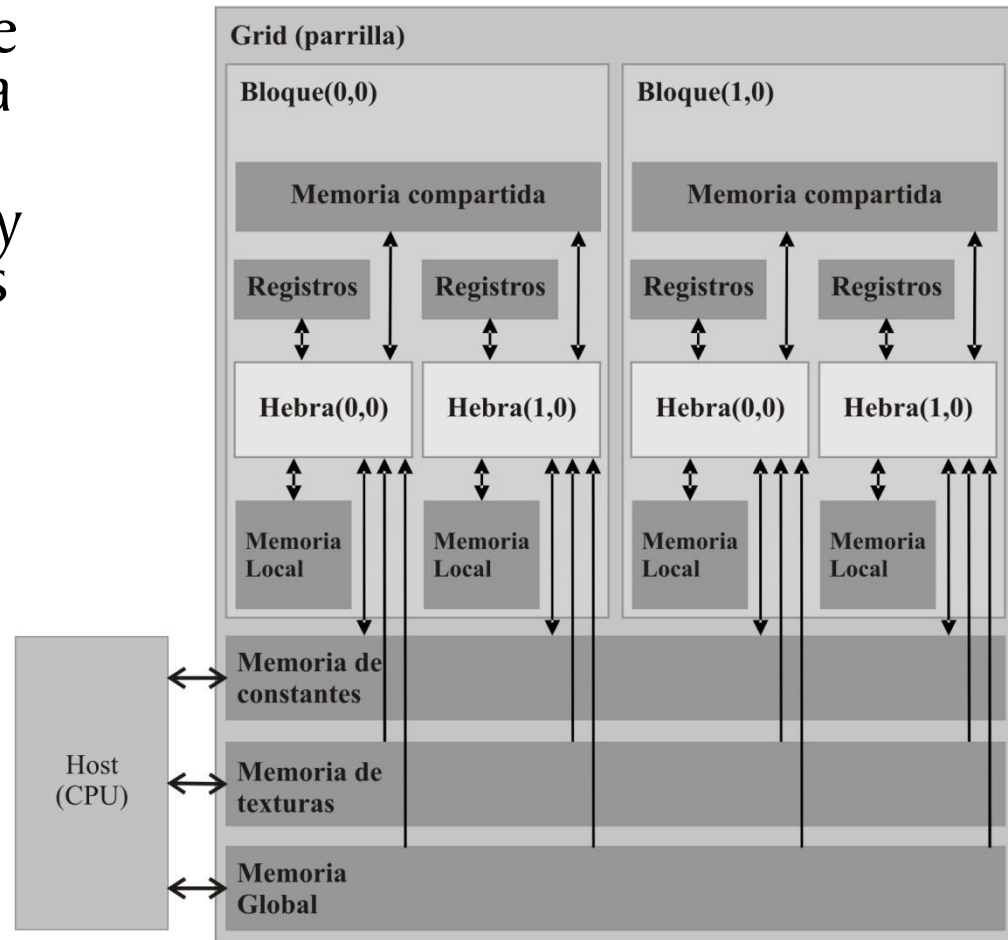 e
a
y
s
Grid (parrilla)
Bloque(0,0)
Bloque(1,0)
Memoria compartida
Memoria compartida
Registros
Registros
Registros
Registros
Hebra(0,0)
Hebra(1,0)
Hebra(0,0)
Hebra(1,0)
Memoria
Local
Memoria
Local
Memoria
Local
Memoria
Local
Memoria de
constantes
Host
(CPU)
Memoria de
texturas
Memoria
Global